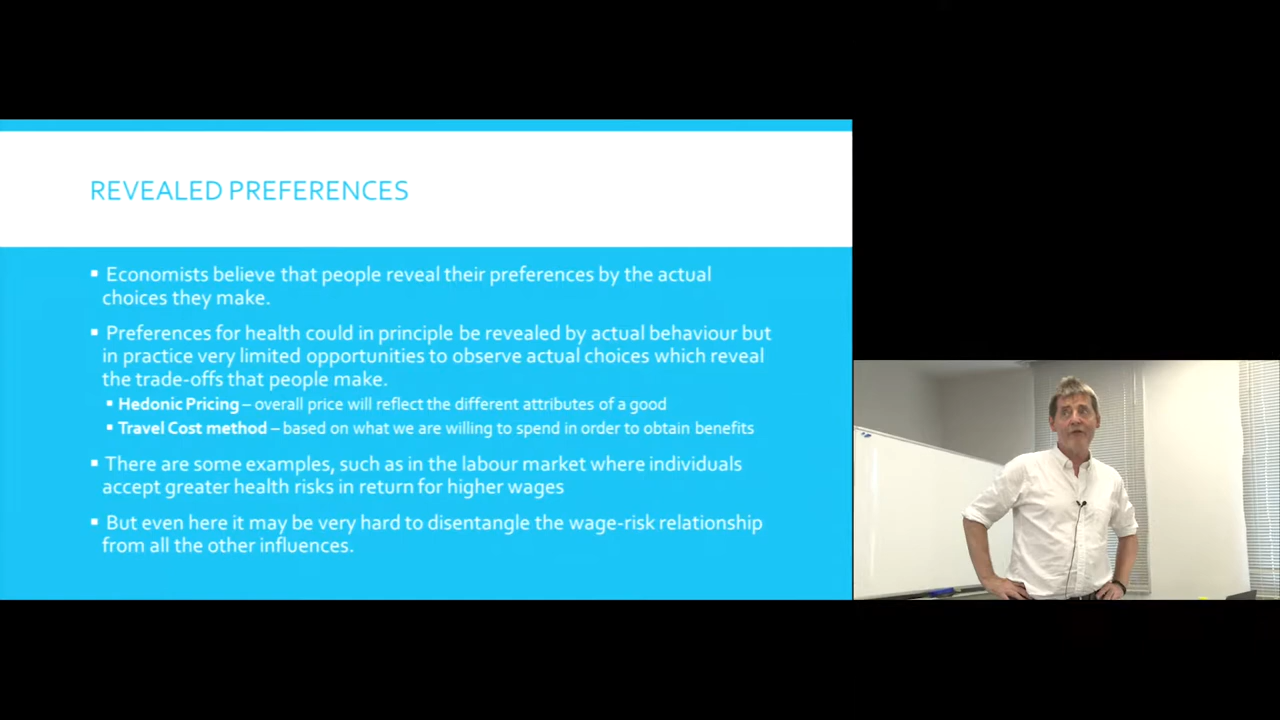 REVEALED PREFERENCES
▪ Economists believe that people reveal their preferences by the actual
choices they make.
▪ Preferences for health could in principle be revealed by actual behaviour but
in practice very limited opportunities to observe actual choices which reveal
the trade-offs that people make.
▪ Hedonic Pricing – overall price will reflect the different attributes of a good
▪ Travel Cost method – based on what we are willing to spend in order to obtain benefits
▪ There are some examples, such as in the labour market where individuals
accept greater health risks in return for higher wages
▪ But even here it may be very hard to disentangle the wage-risk relationship
from all the other influences.